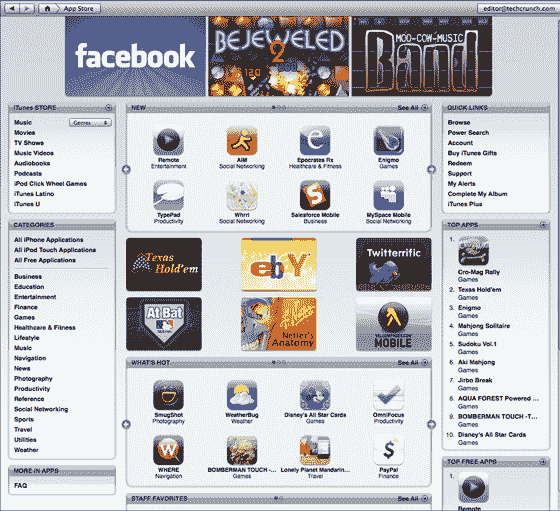 App Store
editor@techcrunch.com
facebook
BEJEWELED
2
MOO-COW-MUSIC
Band
iTunes STORE
Music
Genres
Movies
TV Shows
Music Videos
Audiobooks
Podcasts
iPod Click Wheel Games
iTunes Latino
iTunes U
CATEGORIES
All iPhone Applications
All iPod Touch Applications
All Free Applications
Business
Education
Entertainment
Finance
Games
Healthcare & Fitness
Lifestyle
Music
Navigation
News
Photography
Productivity
Reference
Social Networking
Sports
Travel
Utilities
Weather
MORE IN APPS
FAQ
NEW
See All
Remote
Entertainment
AIM
Social Networking
Epocrates Rx
Healthcare & Fitness
Enigmo
Games
TypePad
Productivity
Whrrl
Social Networking
Salesforce Mobile
Business
MySpace Mobile
Social Networking
Texas
Hold'em
ebY
Twitterrific
At Bat
Netter's
Anatomy
YELLOWPAGES.COM
MOBILE
WHAT'S HOT
See All
SmugShot
Photography
WeatherBug
Weather
Disney's All Star Cards
Games
OmniFocus
Productivity
WHERE
Navigation
BOMBERMAN TOUCH -...
Games
Lonely Planet Mandarin...
Travel
PayPal
Finance
STAFF FAVORITES
See All
QUICK LINKS
Browse
Power Search
Account
Buy iTunes Gifts
Redeem
Support
My Alerts
Complete My Album
iTunes Plus
TOP APPS
1.
Cro-Mag Rally
Games
2. Texas Hold'em
Games
3. Enigmo
Games
4. Mahjong Solitaire
Games
5. Sudoku Vol.1
Games
6. Aki Mahjong
Games
7. Jirbo Break
Games
8. AQUA FOREST Powered ...
Games
9. BOMBERMAN TOUCH -T...
Games
10. Disney's All Star Cards
Games
TOP FREE APPS
1.
Remote